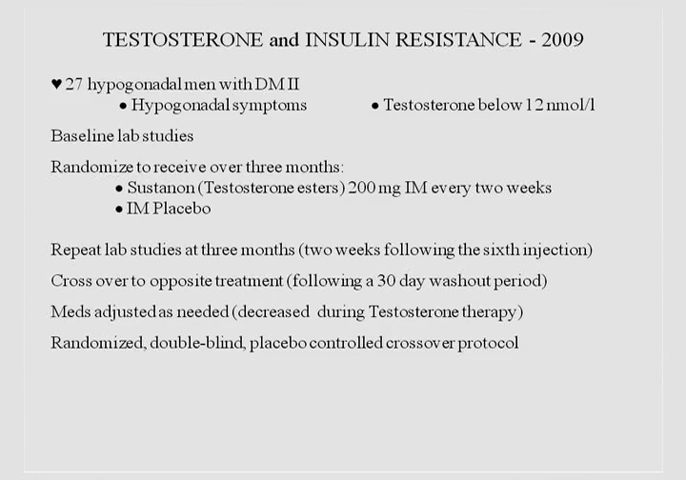 TESTOSTERONE and INSULIN RESISTANCE - 2009
♥ 27 hypogonadal men with DM II
• Hypogonadal symptoms • Testosterone below 12 nmol/l
Baseline lab studies
Randomize to receive over three months:
• Sustanon (Testosterone esters) 200 mg IM every two weeks
• IM Placebo
Repeat lab studies at three months (two weeks following the sixth injection)
Cross over to opposite treatment (following a 30 day washout period)
Meds adjusted as needed (decreased during Testosterone therapy)
Randomized, double-blind, placebo controlled crossover protocol